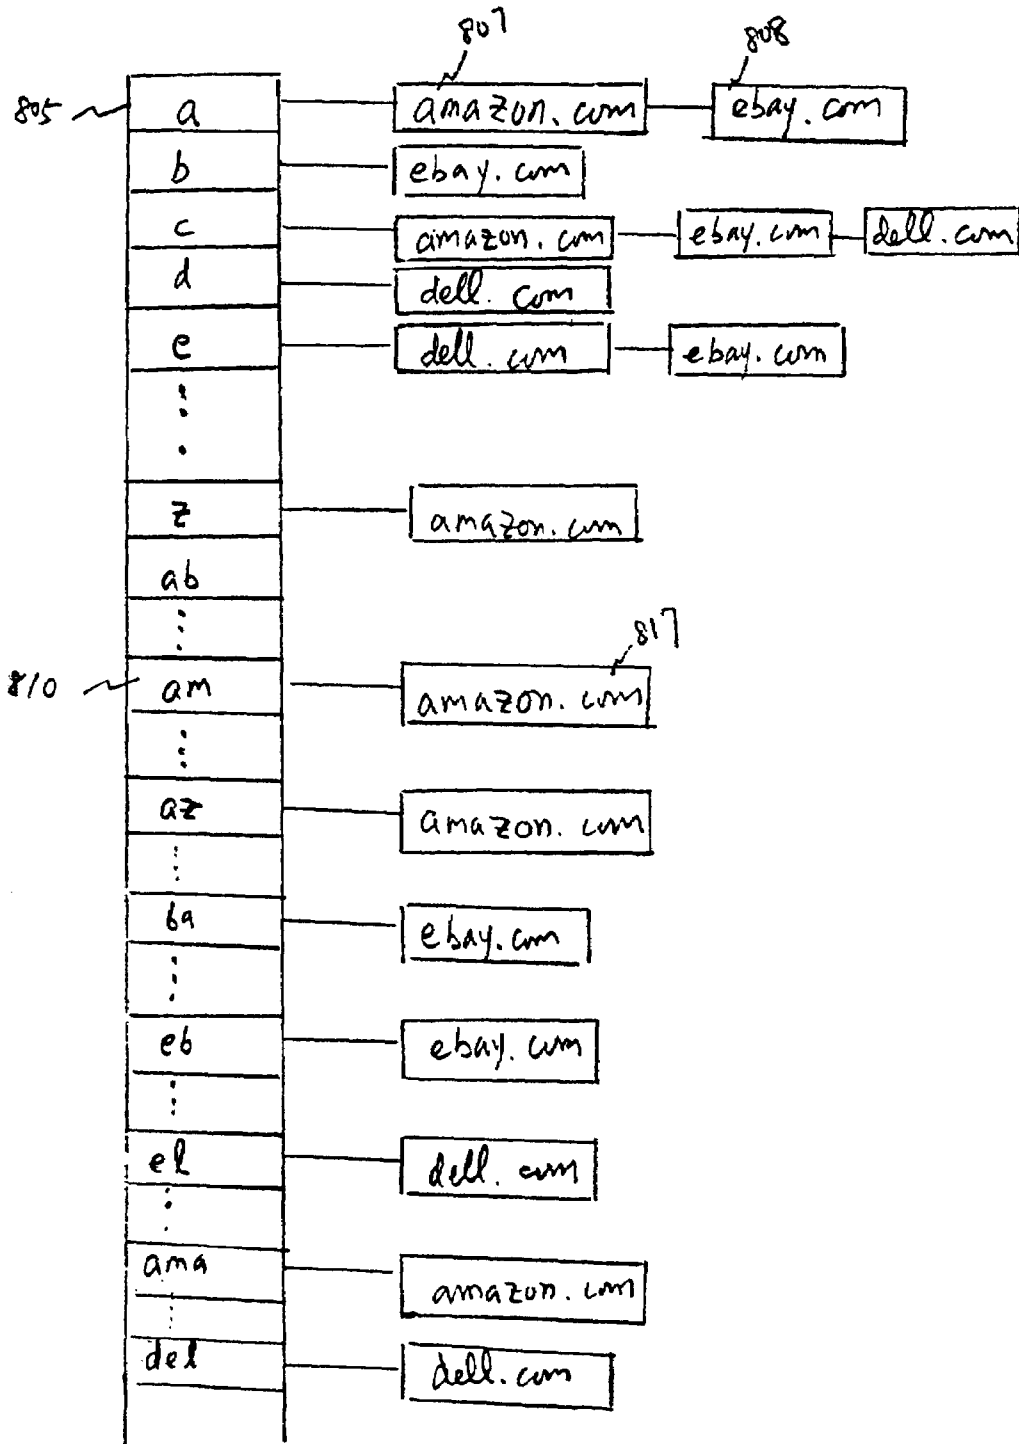 807 808
805 a amazon.com ebay.com
b ebay.com
c amazon.com ebay.com dell.com
d dell.com
e dell.com ebay.com
z amazon.com
ab
817
810 am amazon.com
az amazon.com
ba ebay.com
eb ebay.com
el dell.com
ama amazon.com
del dell.com